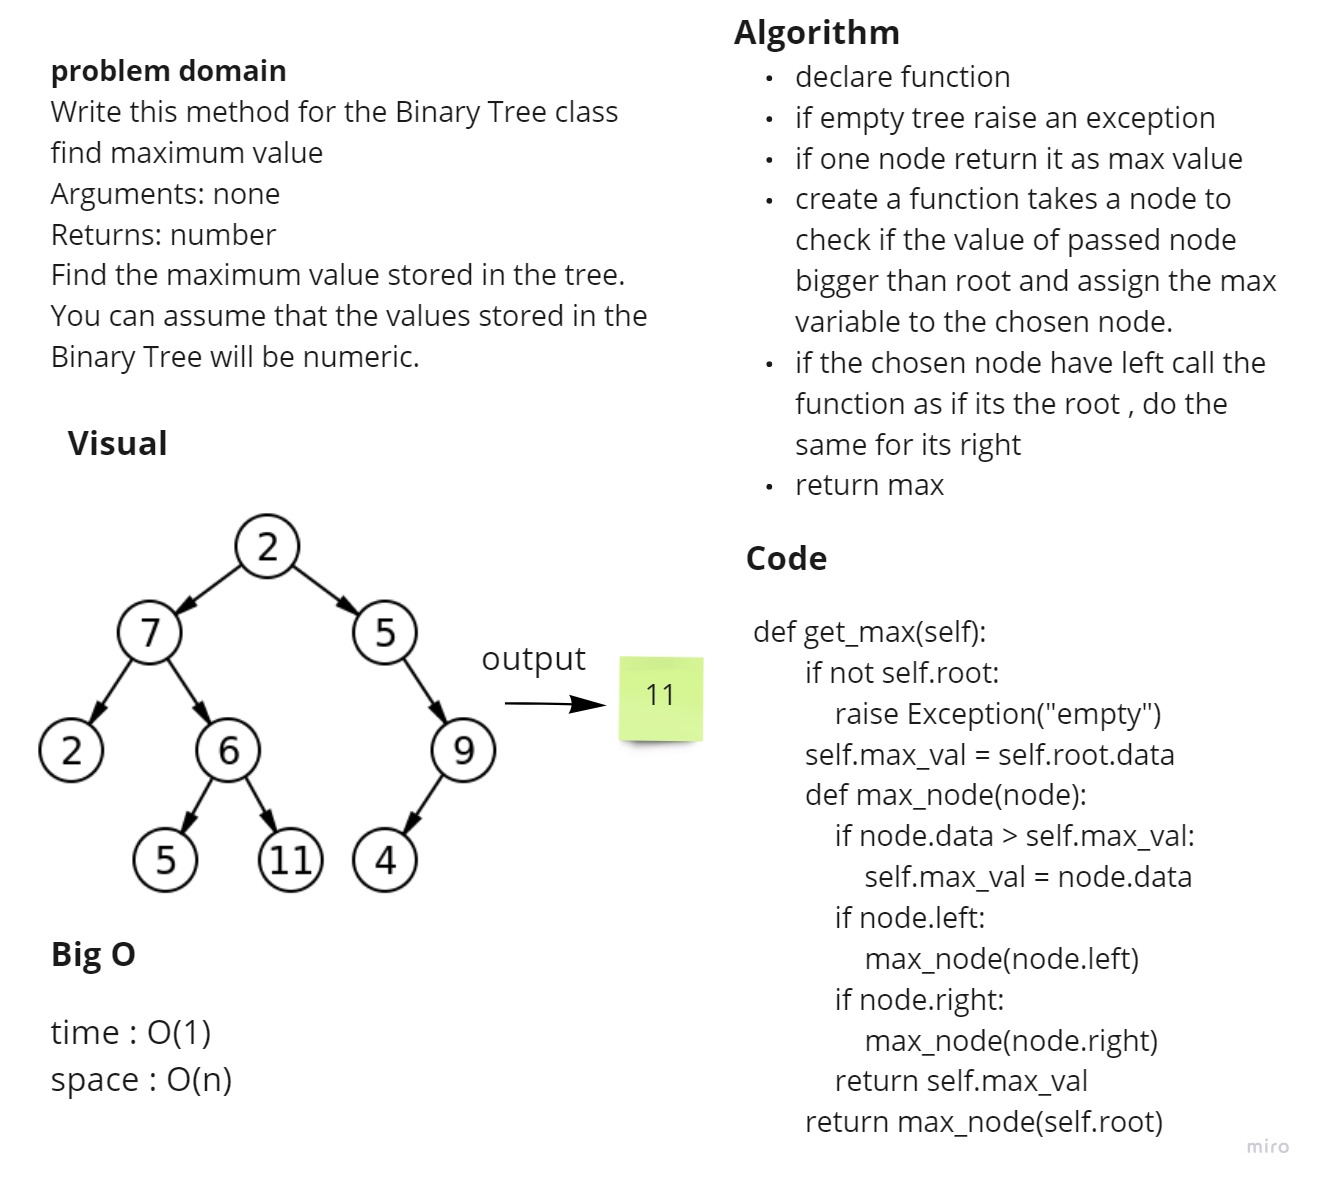 problem domain
Write this method for the Binary Tree class
find maximum value
Arguments: none
Returns: number
Find the maximum value stored in the tree.
You can assume that the values stored in the
Binary Tree will be numeric.
Visual
2
7
5
2
6
9
5
11
4
output
11
Big O
time : O(1)
space : O(n)
Algorithm
• declare function
• if empty tree raise an exception
• if one node return it as max value
• create a function takes a node to
check if the value of passed node
bigger than root and assign the max
variable to the chosen node.
• if the chosen node have left call the
function as if its the root , do the
same for its right
• return max
Code
def get_max(self):
if not self.root:
raise Exception("empty")
self.max_val = self.root.data
def max_node(node):
if node.data > self.max_val:
self.max_val = node.data
if node.left:
max_node(node.left)
if node.right:
max_node(node.right)
return self.max_val
return max_node(self.root)
miro